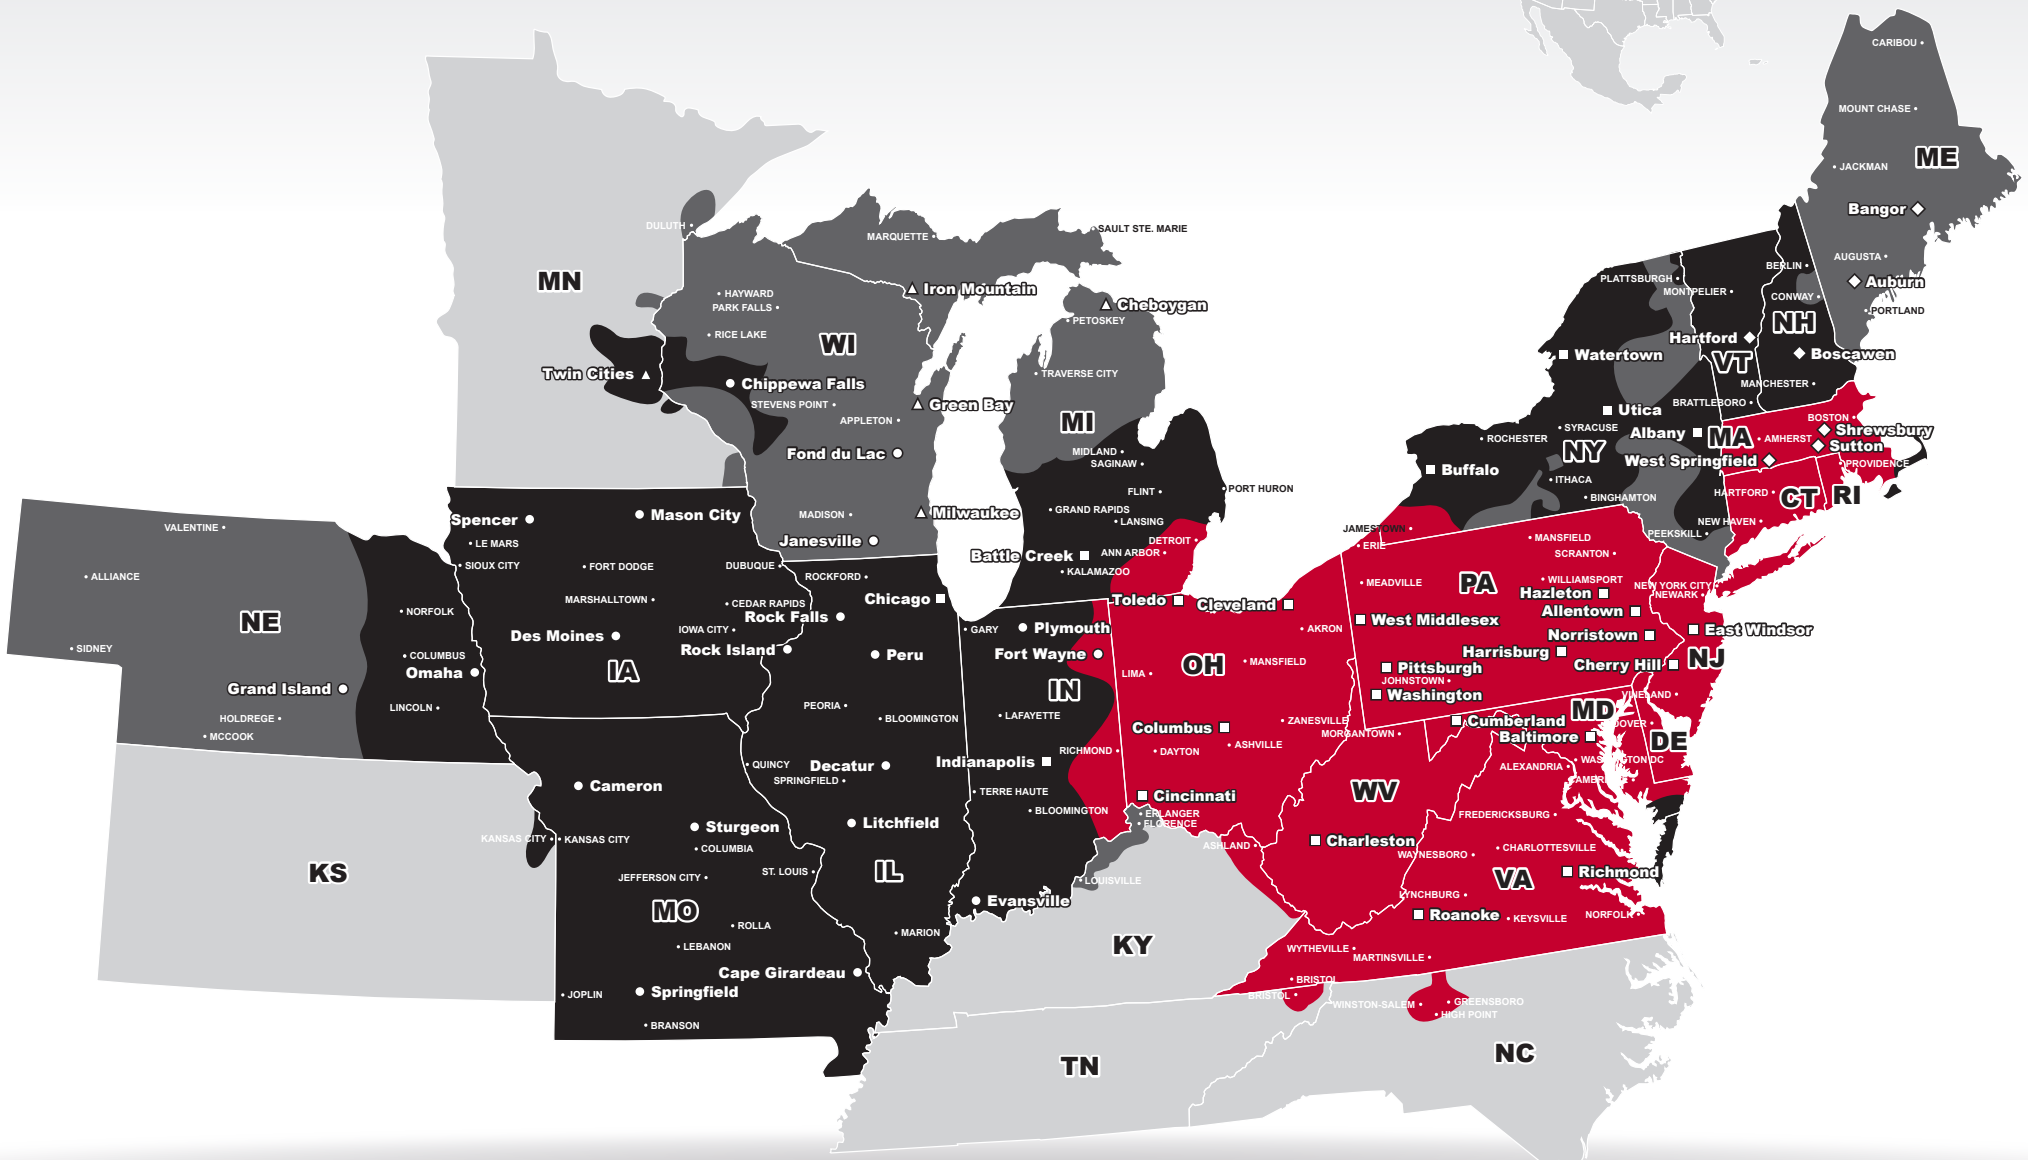 CARIBOU
MOUNT CHASE
ME
JACKMAN
Bangor
AUGUSTA
Auburn
PORTLAND
BERLIN
CONWAY
NH
PLATTSBURGH
MONTPELIER
Hartford
VT
Boscawen
MANCHESTER
BRATTLEBORO
Watertown
Utica
SYRACUSE
ROCHESTER
Albany
NY
Buffalo
ITHACA
BINGHAMTON
PEEKSKILL
JAMESTOWN
MA
BOSTON
AMHERST
Shrewsbury
Sutton
West Springfield
PROVIDENCE
HARTFORD
CT
RI
NEW HAVEN
NEW YORK CITY
NEWARK
East Windsor
NJ
VINELAND
ERIE
MANSFIELD
SCRANTON
MEADVILLE
PA
WILLIAMSPORT
Hazleton
Allentown
West Middlesex
Norristown
Harrisburg
Cherry Hill
Pittsburgh
JOHNSTOWN
Washington
MD
Cumberland
Baltimore
DOVER
DE
WASHINGTON DC
ALEXANDRIA
CAMBRIDGE
MORGANTOWN
WV
Charleston
FREDERICKSBURG
WAYNESBORO
CHARLOTTESVILLE
VA
Richmond
LYNCHBURG
Roanoke
KEYSVILLE
NORFOLK
WYTHEVILLE
MARTINSVILLE
BRISTOL
BRISTOL
WINSTON-SALEM
GREENSBORO
HIGH POINT
NC
TN
KY
ASHLAND
LOUISVILLE
ERLANGER
FLORENCE
Toledo
Cleveland
AKRON
OH
MANSFIELD
LIMA
Columbus
ZANESVILLE
ASHVILLE
DAYTON
Cincinnati
MN
DULUTH
Twin Cities
MARQUETTE
SAULT STE. MARIE
Iron Mountain
Cheboygan
PETOSKEY
TRAVERSE CITY
MI
MIDLAND
SAGINAW
FLINT
PORT HURON
GRAND RAPIDS
LANSING
DETROIT
ANN ARBOR
Battle Creek
KALAMAZOO
HAYWARD
PARK FALLS
RICE LAKE
WI
Chippewa Falls
STEVENS POINT
APPLETON
Green Bay
Fond du Lac
Milwaukee
MADISON
Janesville
GARY
Plymouth
Fort Wayne
IN
LAFAYETTE
RICHMOND
Indianapolis
TERRE HAUTE
BLOOMINGTON
Evansville
ROCKFORD
Chicago
Rock Falls
Rock Island
Peru
PEORIA
BLOOMINGTON
QUINCY
Decatur
SPRINGFIELD
Litchfield
IL
MARION
Spencer
Mason City
LE MARS
SIOUX CITY
FORT DODGE
DUBUQUE
MARSHALLTOWN
CEDAR RAPIDS
IOWA CITY
Des Moines
IA
VALENTINE
ALLIANCE
NORFOLK
NE
SIDNEY
COLUMBUS
Omaha
Grand Island
LINCOLN
HOLDREGE
MCCOOK
KS
KANSAS CITY
KANSAS CITY
Cameron
Sturgeon
COLUMBIA
ST. LOUIS
JEFFERSON CITY
MO
ROLLA
LEBANON
Cape Girardeau
Springfield
JOPLIN
BRANSON